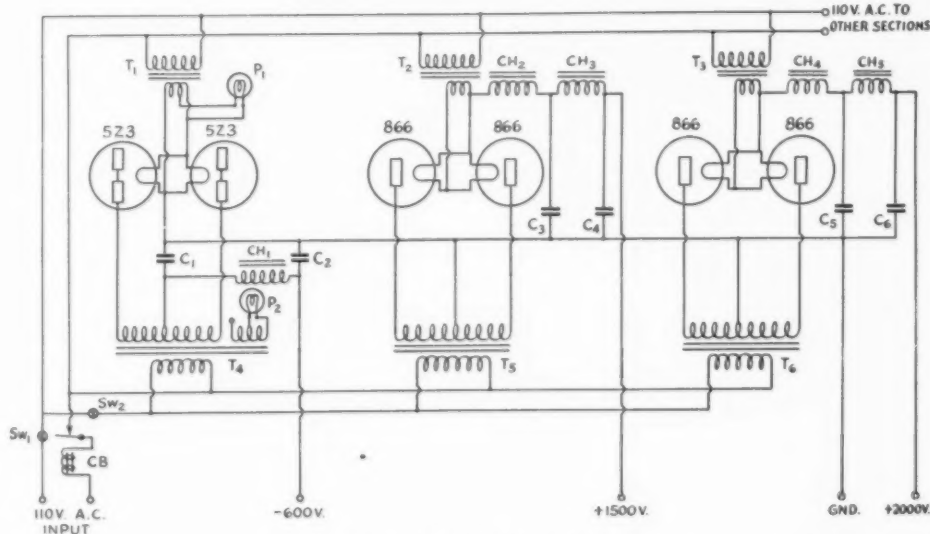 110V. A.C. TO
OTHER SECTIONS
T1
P1
T2
CH2
CH3
T3
CH4
CH5
5Z3
5Z3
866
866
866
866
C1
CH1
C2
C3
C4
C5
C6
P2
T4
T5
T6
SW2
SW1
CB
110V. A.C.
INPUT
-600V.
+1500V.
GND.
+2000V.